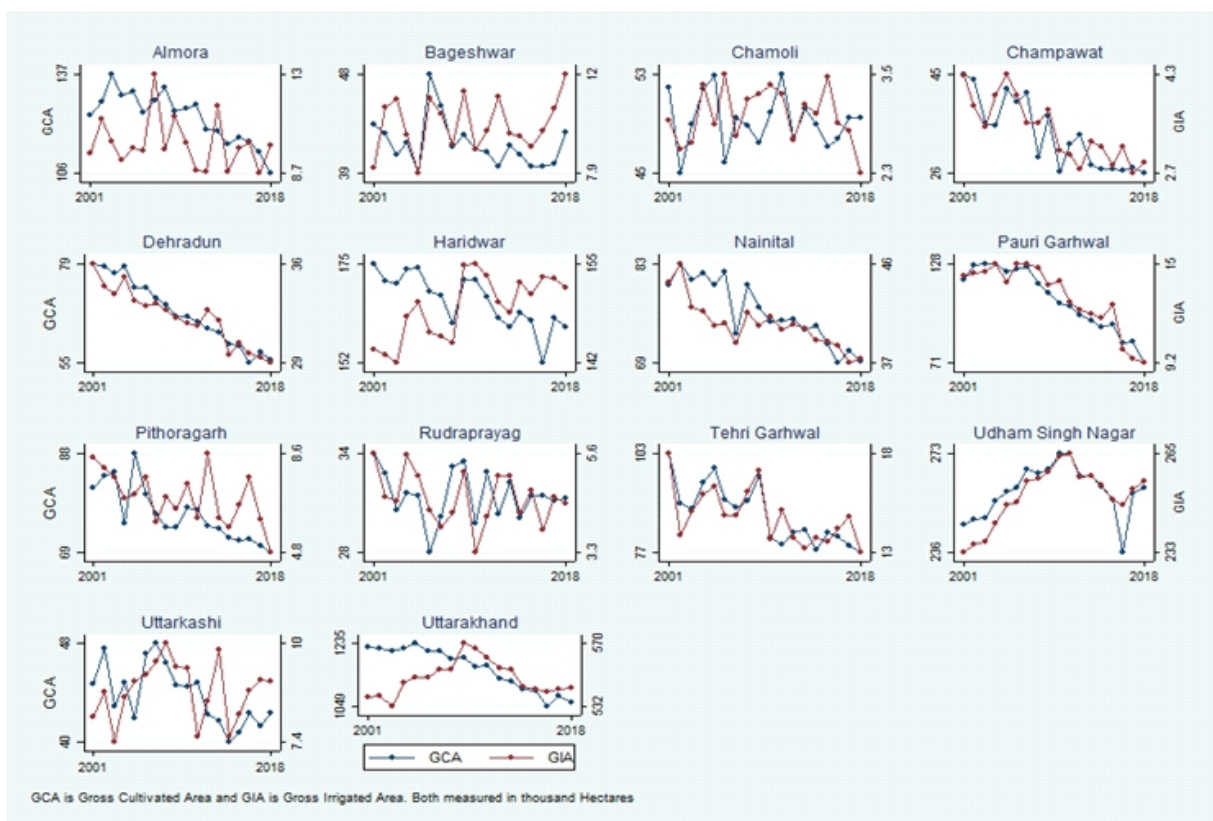 Almora Bageshwar Chamoli Champawat
GCA 137 106 13 8.7 48 39 12 7.9 53 45 3.5 2.3 45 26 4.3 2.7 GIA
2001 2018 2001 2018 2001 2018 2001 2018
Dehradun Haridwar Nainital Pauri Garhwal
GCA 79 55 36 29 175 152 155 142 83 69 46 37 128 71 15 9.2 GIA
2001 2018 2001 2018 2001 2018 2001 2018
Pithoragarh Rudraprayag Tehri Garhwal Udham Singh Nagar
GCA 88 69 8.6 4.8 34 28 5.6 3.3 103 77 18 13 273 236 265 233 GIA
2001 2018 2001 2018 2001 2018 2001 2018
Uttarkashi Uttarakhand
GCA 48 40 10 7.4 1235 1049 570 532
2001 2018 2001 2018
GCA GIA
GCA is Gross Cultivated Area and GIA is Gross Irrigated Area. Both measured in thousand Hectares